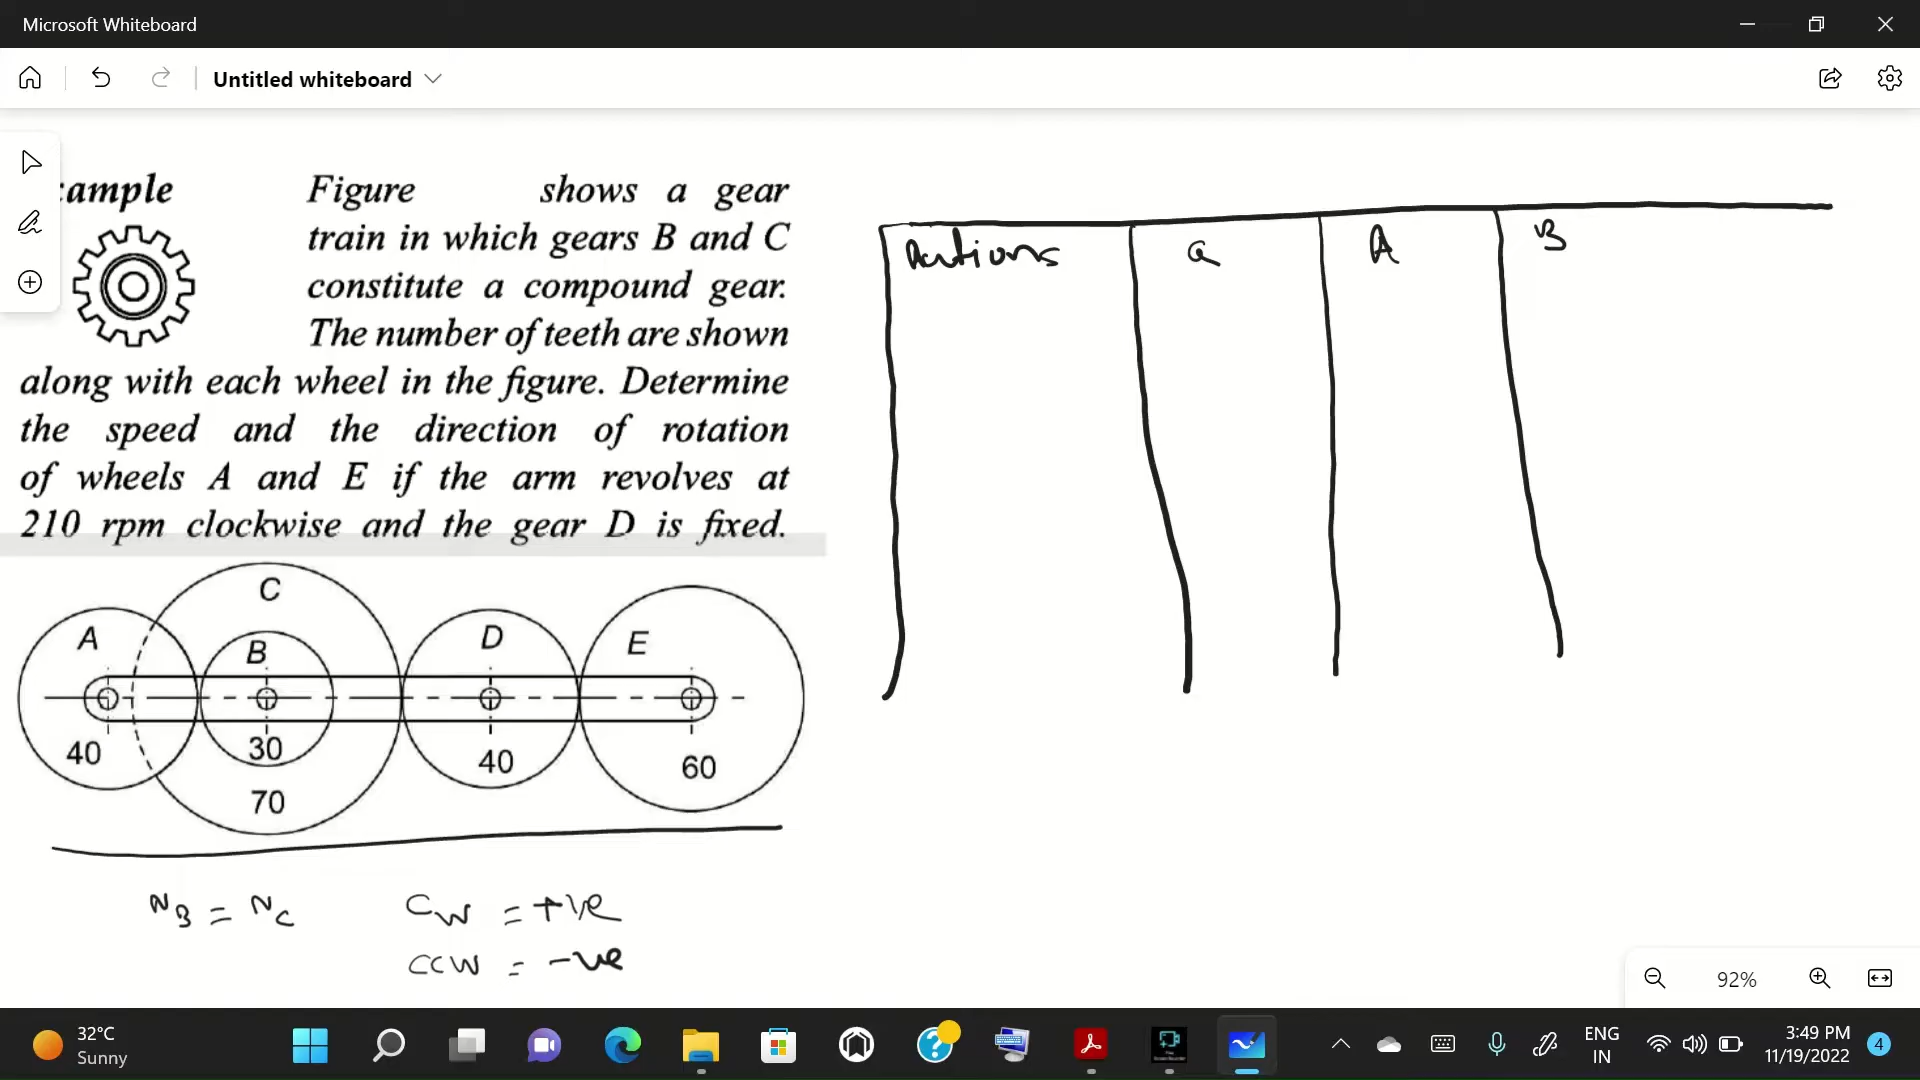 Microsoft Whiteboard
Untitled whiteboard
ample Figure shows a gear
train in which gears B and C
constitute a compound gear.
The number of teeth are shown
along with each wheel in the figure. Determine
the speed and the direction of rotation
of wheels A and E if the arm revolves at
210 rpm clockwise and the gear D is fixed.
C
A B D E
40 30 40 60
70
N_B = N_C CW = +ve
CCW = -ve
Actions a A B
92%
32°C
Sunny
ENG
IN
3:49 PM
11/19/2022
4